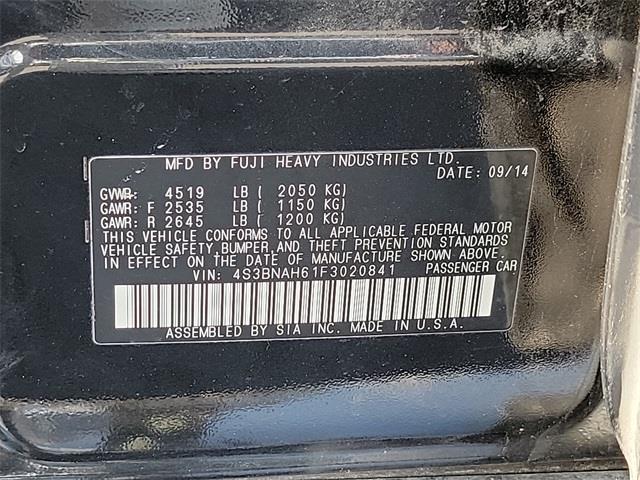 MFD BY FUJI HEAVY INDUSTRIES LTD.
DATE: 09/14
GVWR: 4519 LB ( 2050 KG)
GAWR: F 2535 LB ( 1150 KG)
GAWR: R 2645 LB ( 1200 KG)
THIS VEHICLE CONFORMS TO ALL APPLICABLE FEDERAL MOTOR
VEHICLE SAFETY,BUMPER,AND THEFT PREVENTION STANDARDS
IN EFFECT ON THE DATE OF MANUFACTURE SHOWN ABOVE.
VIN: 4S3BNAH61F3020841 PASSENGER CAR
ASSEMBLED BY SIA INC. MADE IN U.S.A.